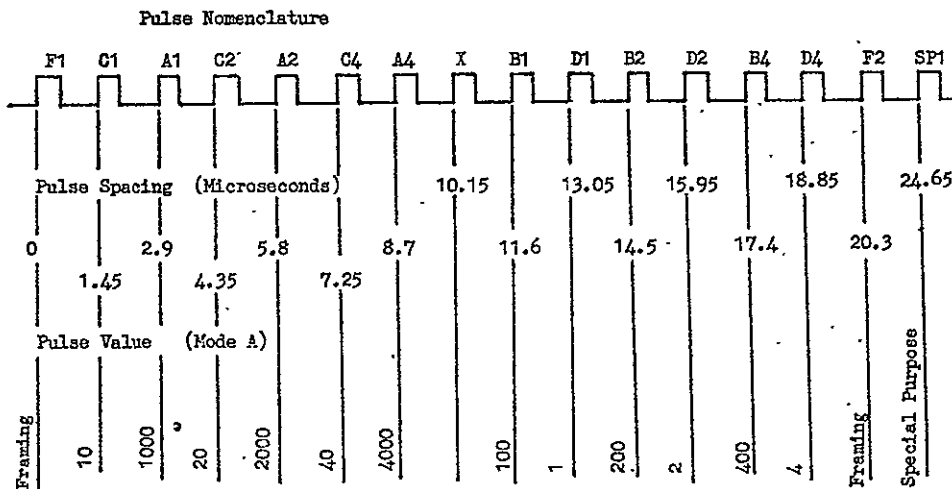 Pulse Nomenclature
F1 C1 A1 C2 A2 C4 A4 X B1 D1 B2 D2 B4 D4 F2 SP1
Pulse Spacing (Microseconds) 10.15 13.05 15.95 18.85 24.65
0 2.9 5.8 8.7 11.6 14.5 17.4 20.3
1.45 4.35 7.25
Pulse Value (Mode A)
Framing 10 1000 20 2000 40 4000 100 1 200 2 400 4 Framing Special Purpose